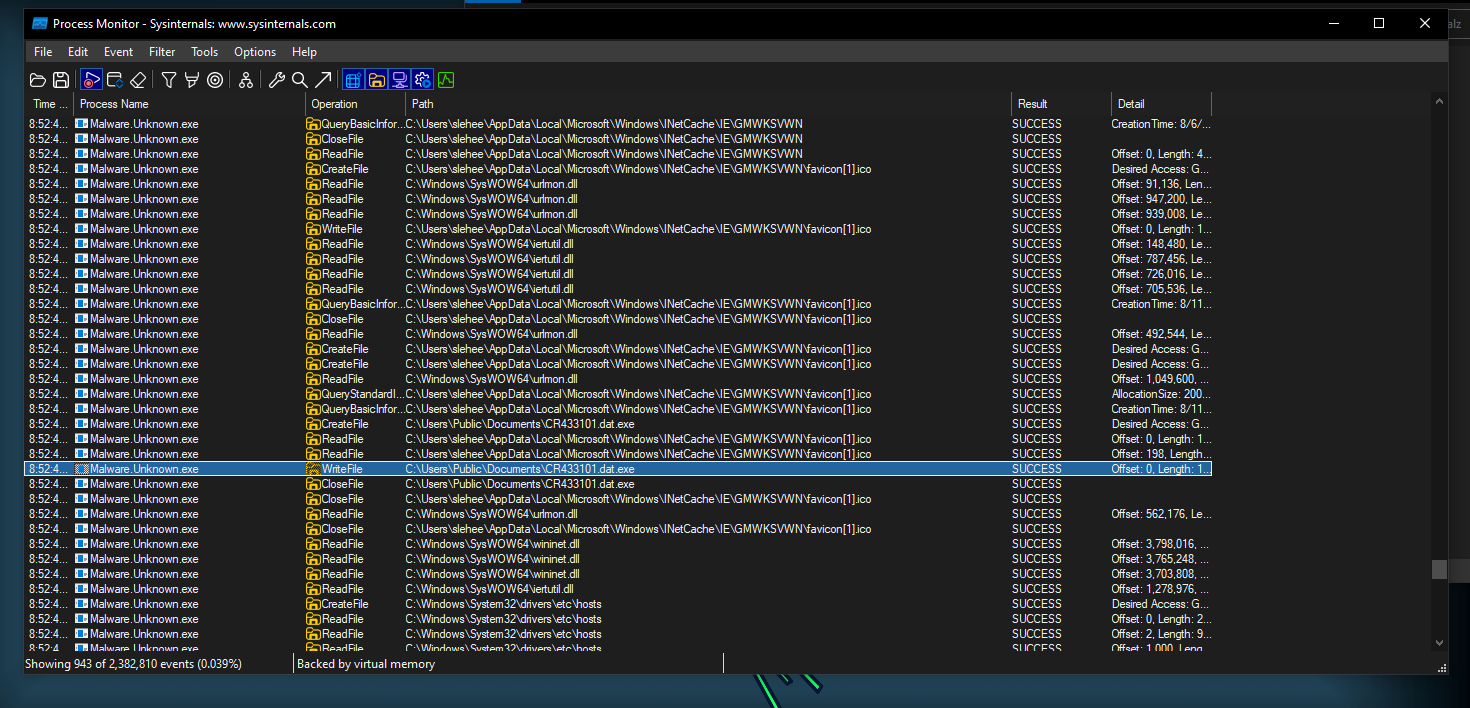 Process Monitor - Sysinternals: www.sysinternals.com
alz
File Edit Event Filter Tools Options Help
Time ... Process Name Operation Path Result Detail
8:52:4... Malware.Unknown.exe QueryBasicInfor... C:\Users\slehee\AppData\Local\Microsoft\Windows\INetCache\IE\GMWKSVWN SUCCESS CreationTime: 8/6/...
8:52:4... Malware.Unknown.exe CloseFile C:\Users\slehee\AppData\Local\Microsoft\Windows\INetCache\IE\GMWKSVWN SUCCESS
8:52:4... Malware.Unknown.exe ReadFile C:\Users\slehee\AppData\Local\Microsoft\Windows\INetCache\IE\GMWKSVWN SUCCESS Offset: 0, Length: 4...
8:52:4... Malware.Unknown.exe CreateFile C:\Users\slehee\AppData\Local\Microsoft\Windows\INetCache\IE\GMWKSVWN\favicon[1].ico SUCCESS Desired Access: G...
8:52:4... Malware.Unknown.exe ReadFile C:\Windows\SysWOW64\urlmon.dll SUCCESS Offset: 91,136, Len...
8:52:4... Malware.Unknown.exe ReadFile C:\Windows\SysWOW64\urlmon.dll SUCCESS Offset: 947,200, Le...
8:52:4... Malware.Unknown.exe ReadFile C:\Windows\SysWOW64\urlmon.dll SUCCESS Offset: 939,008, Le...
8:52:4... Malware.Unknown.exe WriteFile C:\Users\slehee\AppData\Local\Microsoft\Windows\INetCache\IE\GMWKSVWN\favicon[1].ico SUCCESS Offset: 0, Length: 1...
8:52:4... Malware.Unknown.exe ReadFile C:\Windows\SysWOW64\iertutil.dll SUCCESS Offset: 148,480, Le...
8:52:4... Malware.Unknown.exe ReadFile C:\Windows\SysWOW64\iertutil.dll SUCCESS Offset: 787,456, Le...
8:52:4... Malware.Unknown.exe ReadFile C:\Windows\SysWOW64\iertutil.dll SUCCESS Offset: 726,016, Le...
8:52:4... Malware.Unknown.exe ReadFile C:\Windows\SysWOW64\iertutil.dll SUCCESS Offset: 705,536, Le...
8:52:4... Malware.Unknown.exe QueryBasicInfor... C:\Users\slehee\AppData\Local\Microsoft\Windows\INetCache\IE\GMWKSVWN\favicon[1].ico SUCCESS CreationTime: 8/11...
8:52:4... Malware.Unknown.exe CloseFile C:\Users\slehee\AppData\Local\Microsoft\Windows\INetCache\IE\GMWKSVWN\favicon[1].ico SUCCESS
8:52:4... Malware.Unknown.exe ReadFile C:\Windows\SysWOW64\urlmon.dll SUCCESS Offset: 492,544, Le...
8:52:4... Malware.Unknown.exe CreateFile C:\Users\slehee\AppData\Local\Microsoft\Windows\INetCache\IE\GMWKSVWN\favicon[1].ico SUCCESS Desired Access: G...
8:52:4... Malware.Unknown.exe CreateFile C:\Users\slehee\AppData\Local\Microsoft\Windows\INetCache\IE\GMWKSVWN\favicon[1].ico SUCCESS Desired Access: G...
8:52:4... Malware.Unknown.exe ReadFile C:\Windows\SysWOW64\urlmon.dll SUCCESS Offset: 1,049,600, ...
8:52:4... Malware.Unknown.exe QueryStandardI... C:\Users\slehee\AppData\Local\Microsoft\Windows\INetCache\IE\GMWKSVWN\favicon[1].ico SUCCESS AllocationSize: 200...
8:52:4... Malware.Unknown.exe QueryBasicInfor... C:\Users\slehee\AppData\Local\Microsoft\Windows\INetCache\IE\GMWKSVWN\favicon[1].ico SUCCESS CreationTime: 8/11...
8:52:4... Malware.Unknown.exe CreateFile C:\Users\Public\Documents\CR433101.dat.exe SUCCESS Desired Access: G...
8:52:4... Malware.Unknown.exe ReadFile C:\Users\slehee\AppData\Local\Microsoft\Windows\INetCache\IE\GMWKSVWN\favicon[1].ico SUCCESS Offset: 0, Length: 1...
8:52:4... Malware.Unknown.exe ReadFile C:\Users\slehee\AppData\Local\Microsoft\Windows\INetCache\IE\GMWKSVWN\favicon[1].ico SUCCESS Offset: 198, Length...
8:52:4... Malware.Unknown.exe WriteFile C:\Users\Public\Documents\CR433101.dat.exe SUCCESS Offset: 0, Length: 1...
8:52:4... Malware.Unknown.exe CloseFile C:\Users\Public\Documents\CR433101.dat.exe SUCCESS
8:52:4... Malware.Unknown.exe CloseFile C:\Users\slehee\AppData\Local\Microsoft\Windows\INetCache\IE\GMWKSVWN\favicon[1].ico SUCCESS
8:52:4... Malware.Unknown.exe ReadFile C:\Windows\SysWOW64\urlmon.dll SUCCESS Offset: 562,176, Le...
8:52:4... Malware.Unknown.exe CloseFile C:\Users\slehee\AppData\Local\Microsoft\Windows\INetCache\IE\GMWKSVWN\favicon[1].ico SUCCESS
8:52:4... Malware.Unknown.exe ReadFile C:\Windows\SysWOW64\wininet.dll SUCCESS Offset: 3,798,016, ...
8:52:4... Malware.Unknown.exe ReadFile C:\Windows\SysWOW64\wininet.dll SUCCESS Offset: 3,765,248, ...
8:52:4... Malware.Unknown.exe ReadFile C:\Windows\SysWOW64\wininet.dll SUCCESS Offset: 3,703,808, ...
8:52:4... Malware.Unknown.exe ReadFile C:\Windows\SysWOW64\iertutil.dll SUCCESS Offset: 1,278,976, ...
8:52:4... Malware.Unknown.exe CreateFile C:\Windows\System32\drivers\etc\hosts SUCCESS Desired Access: G...
8:52:4... Malware.Unknown.exe ReadFile C:\Windows\System32\drivers\etc\hosts SUCCESS Offset: 0, Length: 2...
8:52:4... Malware.Unknown.exe ReadFile C:\Windows\System32\drivers\etc\hosts SUCCESS Offset: 2, Length: 9...
8:52:4... Malware.Unknown.exe ReadFile C:\Windows\System32\drivers\etc\hosts SUCCESS Offset: 1,000, Leng...
Showing 943 of 2,382,810 events (0.039%) Backed by virtual memory